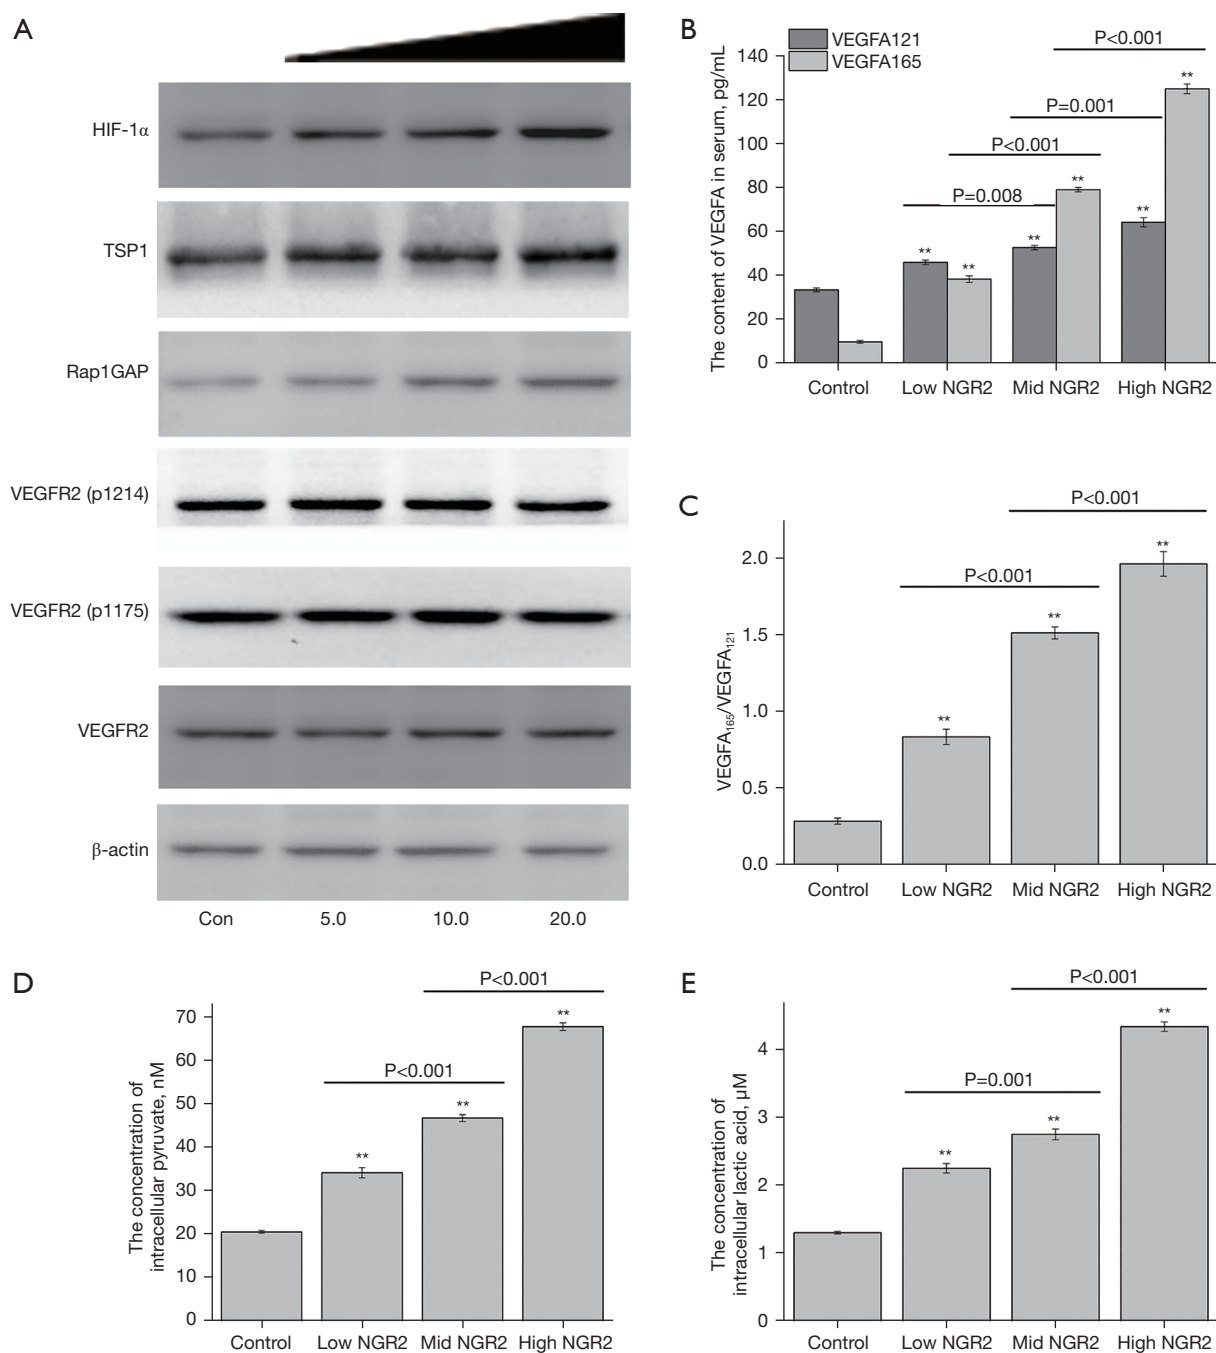 A
HIF-1α
TSP1
Rap1GAP
VEGFR2 (p1214)
VEGFR2 (p1175)
VEGFR2
β-actin
Con 5.0 10.0 20.0
B
VEGFA121
VEGFA165
P<0.001
P=0.001
P<0.001
P=0.008
** ** ** ** ** **
The content of VEGFA in serum, pg/mL
140
120
100
80
60
40
20
0
Control Low NGR2 Mid NGR2 High NGR2
C
P<0.001
P<0.001
** ** **
VEGFA165/VEGFA121
2.0
1.5
1.0
0.5
0.0
Control Low NGR2 Mid NGR2 High NGR2
D
P<0.001
P<0.001
** ** **
The concentration of
intracellular pyruvate, nM
70
60
50
40
30
20
10
0
Control Low NGR2 Mid NGR2 High NGR2
E
P<0.001
P=0.001
** ** **
The concentration of
intracellular lactic acid, μM
4
3
2
1
0
Control Low NGR2 Mid NGR2 High NGR2